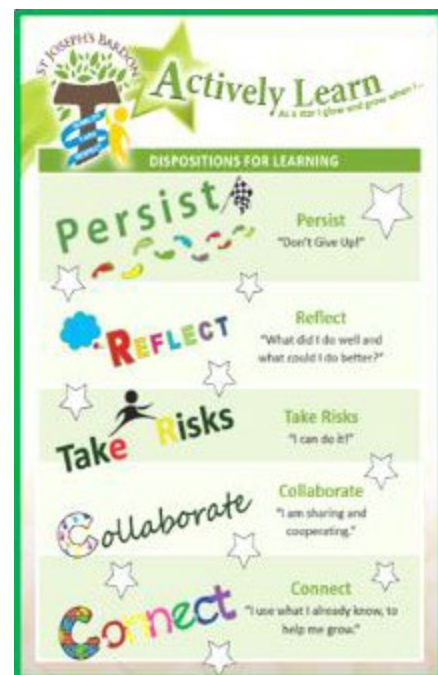 ST JOSEPH'S BARDON
Actively Learn
As a star I glow and grow when I...
DISPOSITIONS FOR LEARNING
Persist
Persist
"Don't Give Up!"
REFLECT
Reflect
"What did I do well and
what could I do better?"
Take Risks
Take Risks
"I can do it!"
Collaborate
Collaborate
"I am sharing and
cooperating."
Connect
Connect
"I use what I already know, to
help me grow."